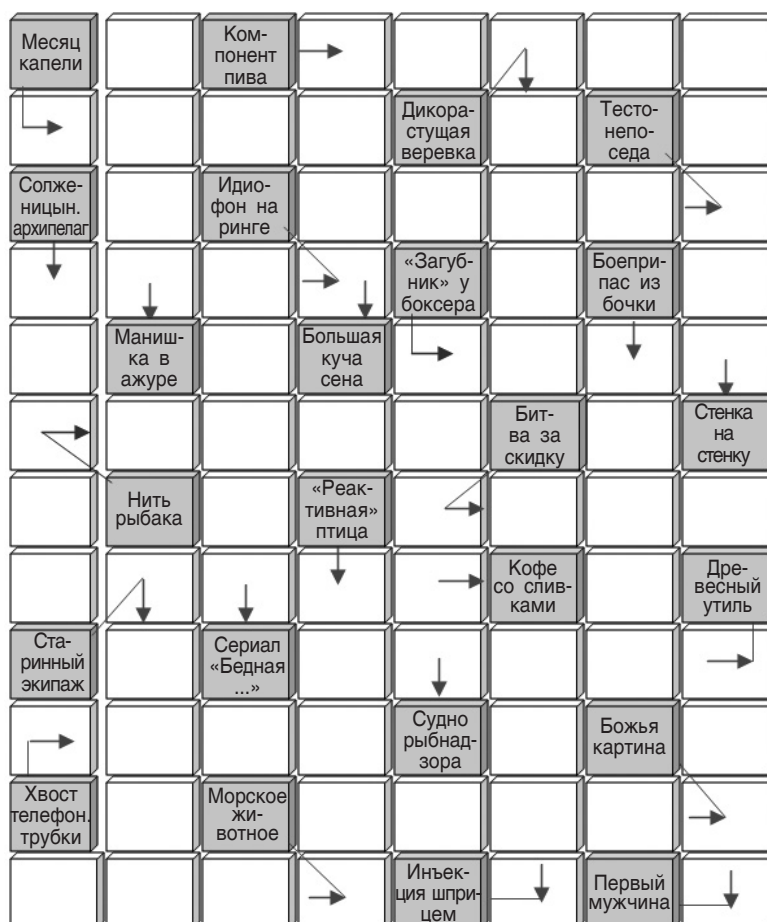 Месяц
капели
Ком-
понент
пива
Дикора-
стущая
веревка
Тесто-
непо-
седа
Солже-
ницын.
архипелаг
Идио-
фон на
ринге
«Загуб-
ник» у
боксера
Боепри-
пас из
бочки
Маниш-
ка в
ажуре
Большая
куча
сена
Бит-
ва за
скидку
Стенка
на
стенку
Нить
рыбака
«Реак-
тивная»
птица
Кофе
со слив-
ками
Дре-
весный
утиль
Ста-
ринный
экипаж
Сериал
«Бедная
...»
Судно
рыбнад-
зора
Божья
картина
Хвост
телефон.
трубки
Морское
жи-
вотное
Инъек-
ция шпри-
цем
Первый
мужчина